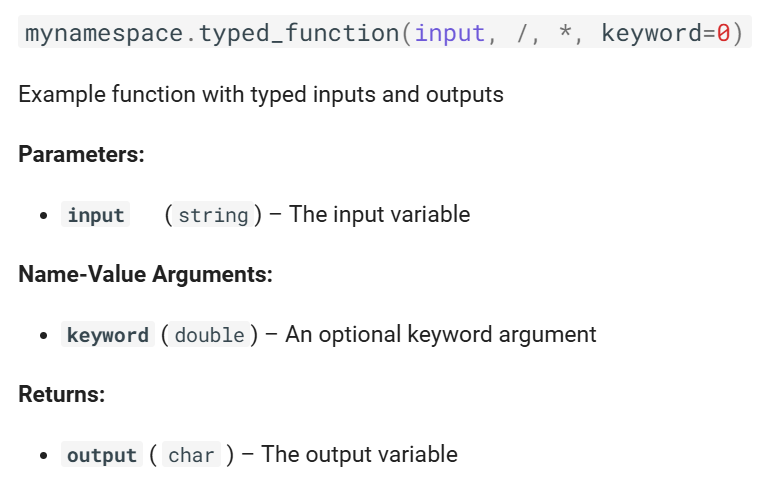 mynamespace.typed_function(input, /, *, keyword=0)
Example function with typed inputs and outputs
Parameters:
• input (string) – The input variable
Name-Value Arguments:
• keyword (double) – An optional keyword argument
Returns:
• output (char) – The output variable